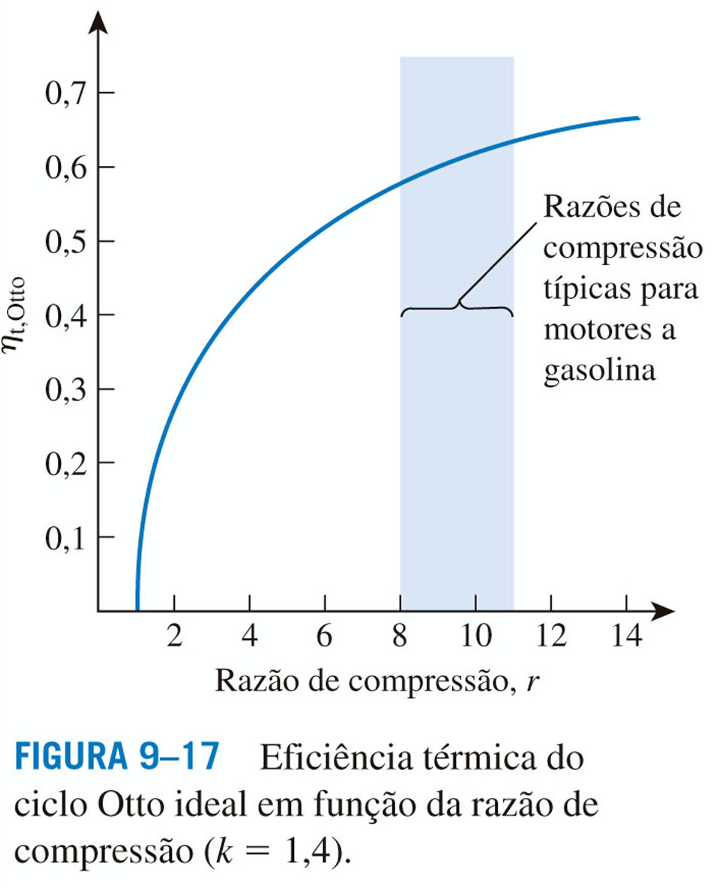 0,7
0,6
0,5
0,4
0,3
0,2
0,1
ηt,Otto
Razões de
compressão
típicas para
motores a
gasolina
2 4 6 8 10 12 14
Razão de compressão, r
FIGURA 9–17 Eficiência térmica do
ciclo Otto ideal em função da razão de
compressão (k = 1,4).